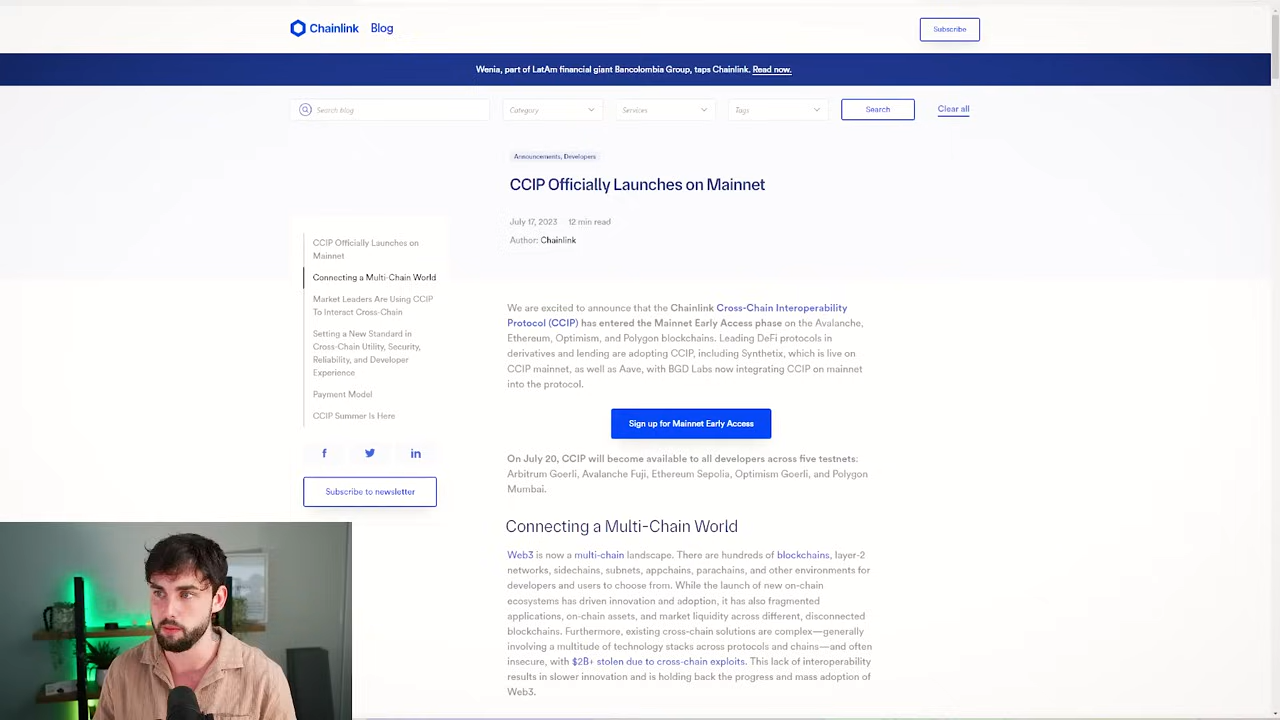 Chainlink Blog
Subscribe
Wenia, part of LatAm financial giant Bancolombia Group, taps Chainlink. Read now.
Search blog
Category
Services
Tags
Search
Clear all
Announcements, Developers
CCIP Officially Launches on Mainnet
July 17, 2023 12 min read
Author: Chainlink
CCIP Officially Launches on
Mainnet
Connecting a Multi-Chain World
Market Leaders Are Using CCIP
To Interact Cross-Chain
Setting a New Standard in
Cross-Chain Utility, Security,
Reliability, and Developer
Experience
Payment Model
CCIP Summer Is Here
Subscribe to newsletter
We are excited to announce that the Chainlink Cross-Chain Interoperability
Protocol (CCIP) has entered the Mainnet Early Access phase on the Avalanche,
Ethereum, Optimism, and Polygon blockchains. Leading DeFi protocols in
derivatives and lending are adopting CCIP, including Synthetix, which is live on
CCIP mainnet, as well as Aave, with BGD Labs now integrating CCIP on mainnet
into the protocol.
Sign up for Mainnet Early Access
On July 20, CCIP will become available to all developers across five testnets:
Arbitrum Goerli, Avalanche Fuji, Ethereum Sepolia, Optimism Goerli, and Polygon
Mumbai.
Connecting a Multi-Chain World
Web3 is now a multi-chain landscape. There are hundreds of blockchains, layer-2
networks, sidechains, subnets, appchains, parachains, and other environments for
developers and users to choose from. While the launch of new on-chain
ecosystems has driven innovation and adoption, it has also fragmented
applications, on-chain assets, and market liquidity across different, disconnected
blockchains. Furthermore, existing cross-chain solutions are complex—generally
involving a multitude of technology stacks across protocols and chains—and often
insecure, with $2B+ stolen due to cross-chain exploits. This lack of interoperability
results in slower innovation and is holding back the progress and mass adoption of
Web3.